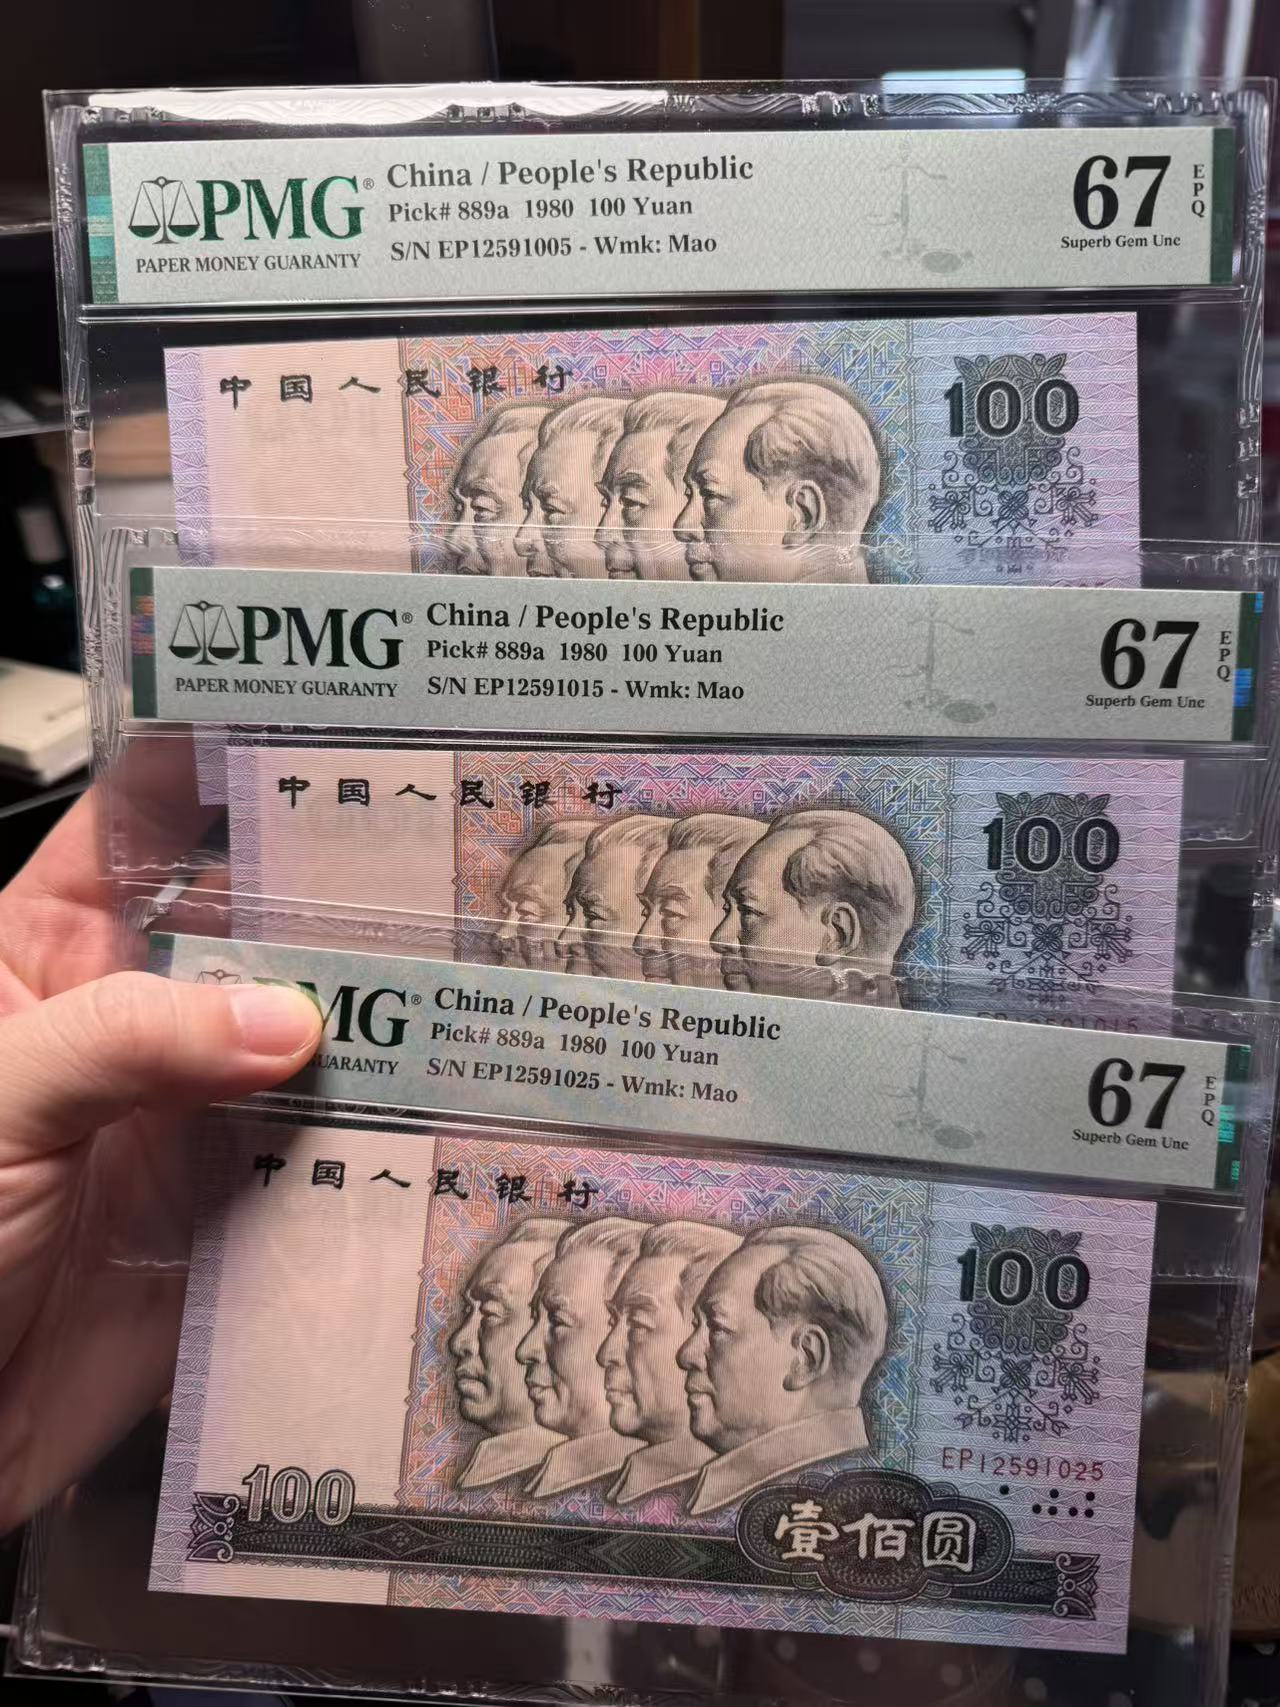 PMG®
PAPER MONEY GUARANTY
China / People's Republic
Pick# 889a 1980 100 Yuan
S/N EP12591005 - Wmk: Mao
67
EPQ
Superb Gem Unc
中国人民银行
100
PMG®
PAPER MONEY GUARANTY
China / People's Republic
Pick# 889a 1980 100 Yuan
S/N EP12591015 - Wmk: Mao
67
EPQ
Superb Gem Unc
中国人民银行
100
EP12591015
MG®
UARANTY
China / People's Republic
Pick# 889a 1980 100 Yuan
S/N EP12591025 - Wmk: Mao
67
EPQ
Superb Gem Unc
中国人民银行
100
EP12591025
100
壹佰圆